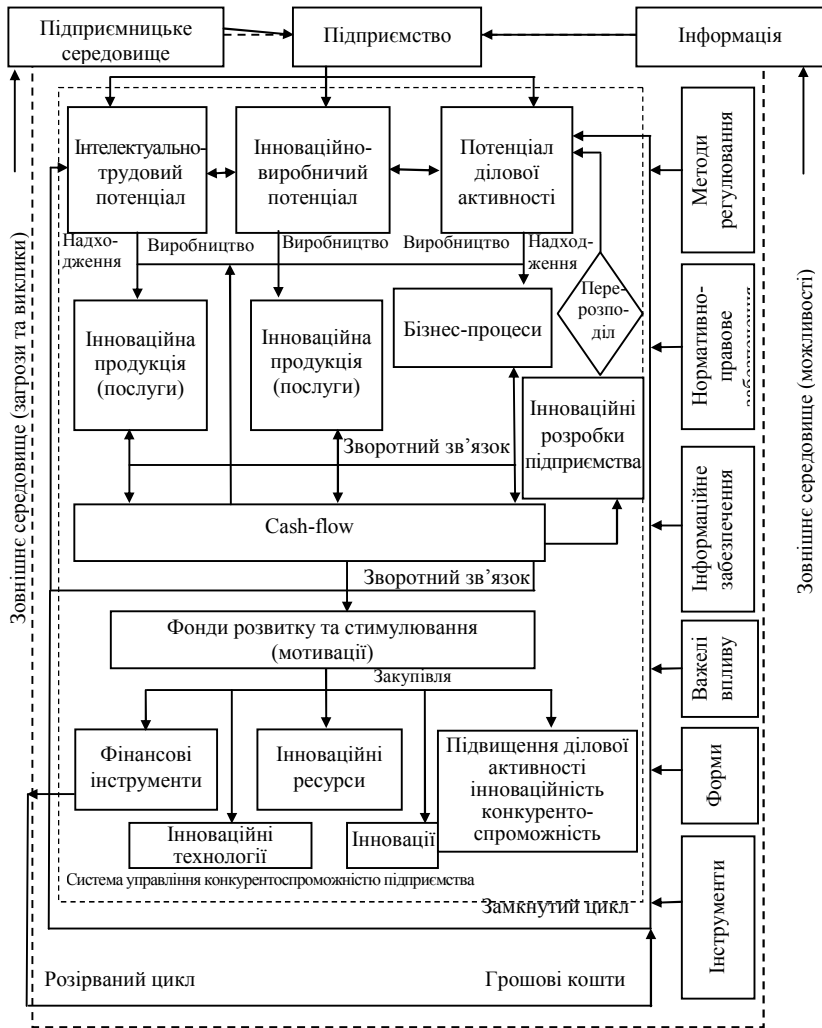 Підприємницьке
середовище
Підприємство
Інформація
Інтелектуально-
трудовий
потенціал
Інноваційно-
виробничий
потенціал
Потенціал
ділової
активності
Методи
регулювання
Надхо-
дження
Виробництво
Виробництво
Виробництво
Надход-
ження
Пере-
розпо-
діл
Інноваційна
продукція
(послуги)
Інноваційна
продукція
(послуги)
Бізнес-процеси
Нормативно-
правове
забезпечення
Інноваційні
розробки
підприємства
Зворотний зв’язок
Cash-flow
Інформаційне
забезпечення
Зворотний зв’язок
Фонди розвитку та стимулювання
(мотивації)
Важелі
впливу
Закупівля
Фінансові
інструменти
Інноваційні
ресурси
Підвищення ділової
активності
інноваційність
конкуренто-
спроможність
Форми
Інноваційні
технології
Інновації
Система управління конкурентоспроможністю підприємства
Замкнутий цикл
Інструменти
Розірваний цикл
Грошові кошти
Зовнішнє середовище (загрози та виклики)
Зовнішнє середовище (можливості)